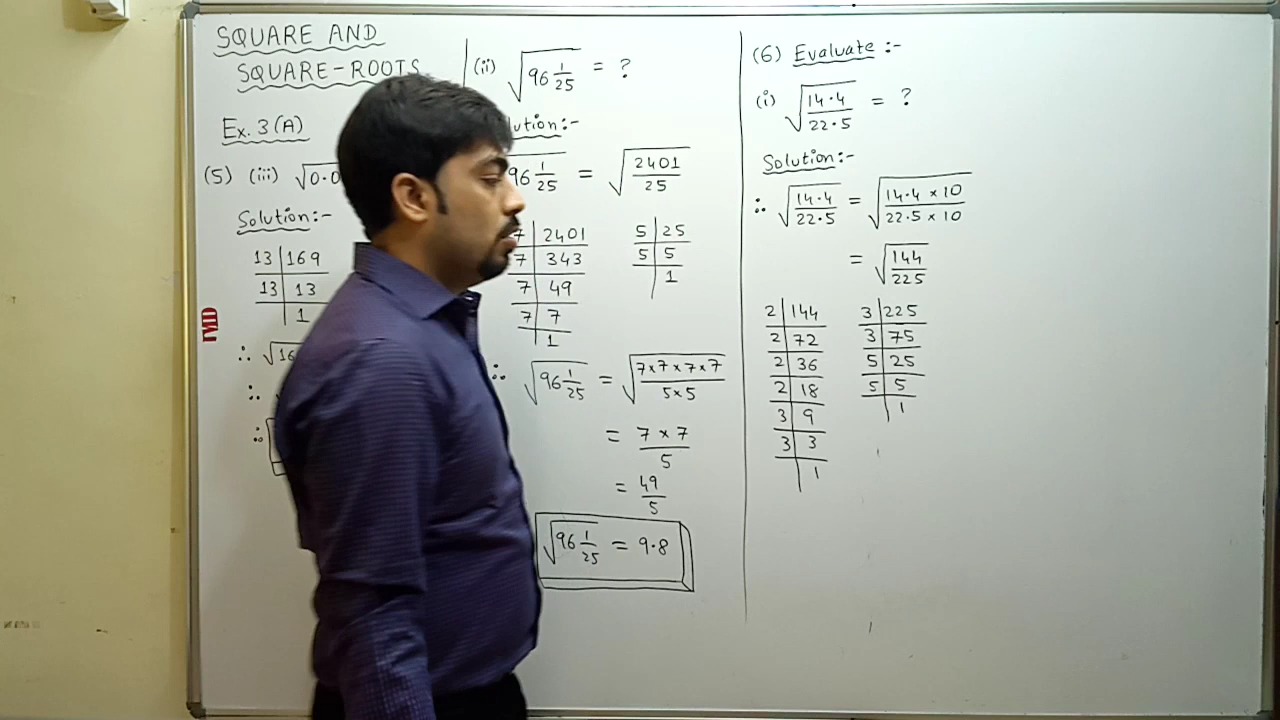 SQUARE AND
SQUARE-ROOTS
Ex. 3(A)
(5) (iii) √0.0
Solution:-
13 | 169
13 | 13
1
∴ √16
∴
∴
(ii) √96 1/25 = ?
lution:-
96 1/25 = √2401/25
7 | 2401
7 | 343
7 | 49
7 | 7
1
5 | 25
5 | 5
1
∴ √96 1/25 = √7×7×7×7/5×5
= 7×7/5
= 49/5
√96 1/25 = 9.8
(6) Evaluate:-
(i) √14.4/22.5 = ?
Solution:-
∴ √14.4/22.5 = √14.4×10/22.5×10
= √144/225
2 | 144
2 | 72
2 | 36
2 | 18
3 | 9
3 | 3
1
3 | 225
3 | 75
5 | 25
5 | 5
1